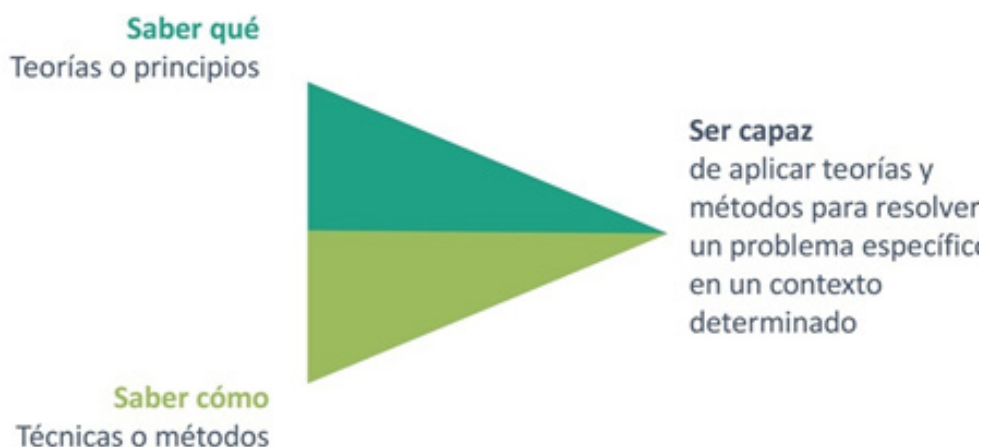 Saber qué
Teorías o principios
Ser capaz
de aplicar teorías y
métodos para resolver
un problema específico
en un contexto
determinado
Saber cómo
Técnicas o métodos